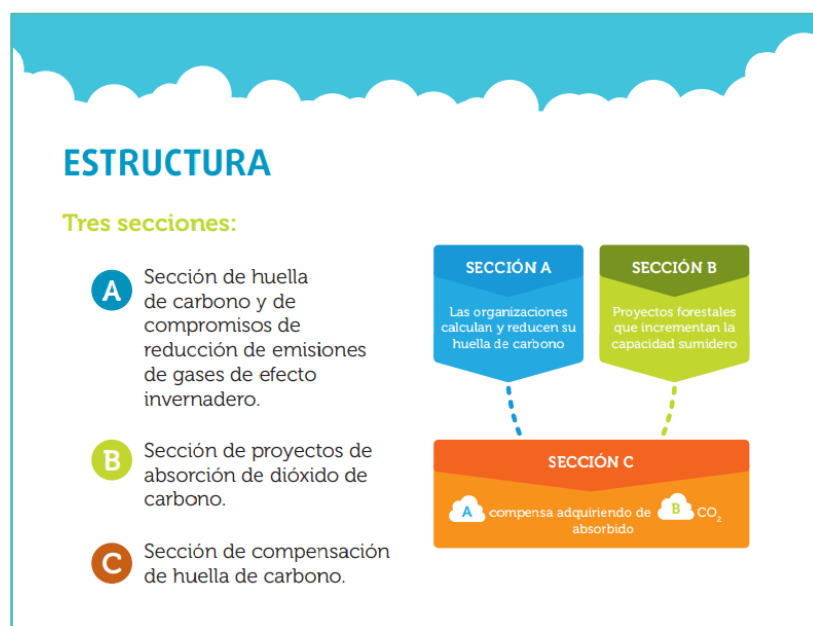 ESTRUCTURA
Tres secciones:
A
Sección de huella
de carbono y de
compromisos de
reducción de emisiones
de gases de efecto
invernadero.
B
Sección de proyectos de
absorción de dióxido de
carbono.
C
Sección de compensación
de huella de carbono.
SECCIÓN A
Las organizaciones
calculan y reducen su
huella de carbono
SECCIÓN B
Proyectos forestales
que incrementan la
capacidad sumidero
SECCIÓN C
A compensa adquiriendo de B CO₂
absorbido